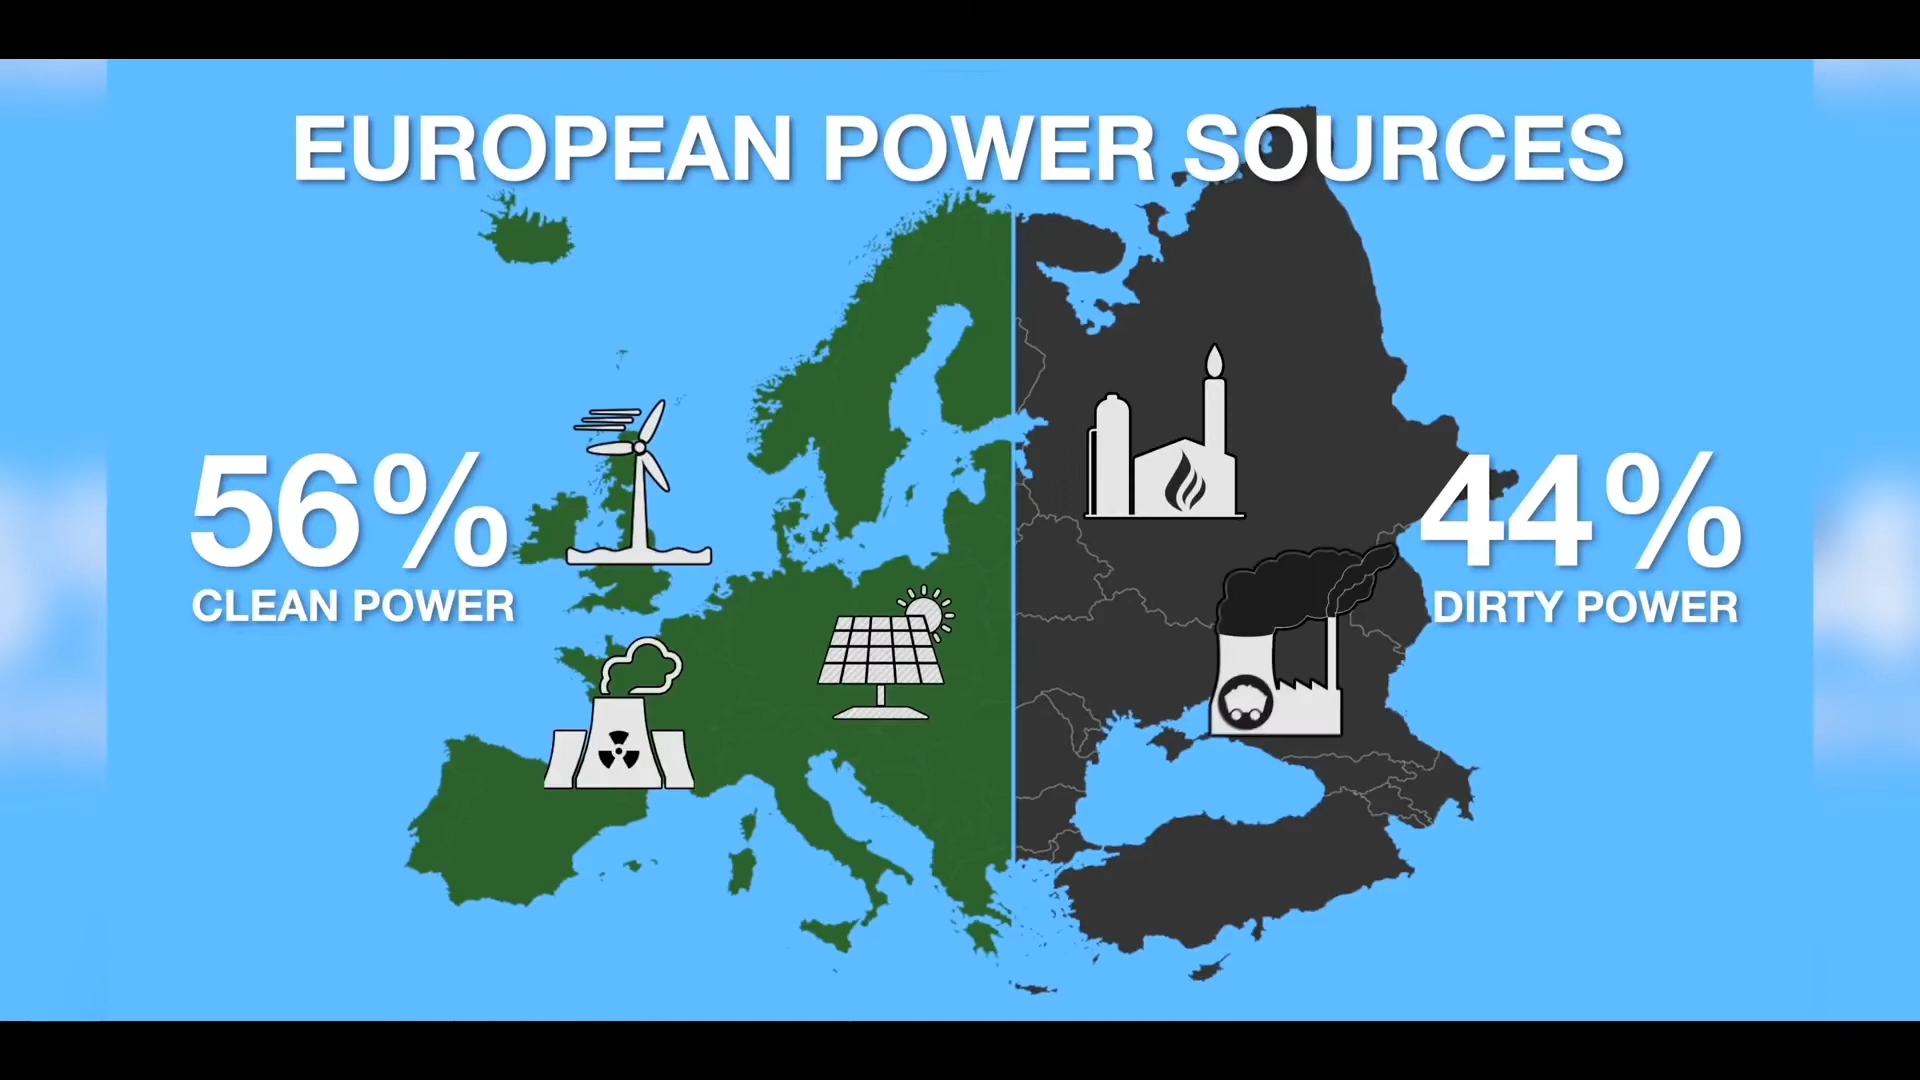 EUROPEAN POWER SOURCES
56%
CLEAN POWER
44%
DIRTY POWER